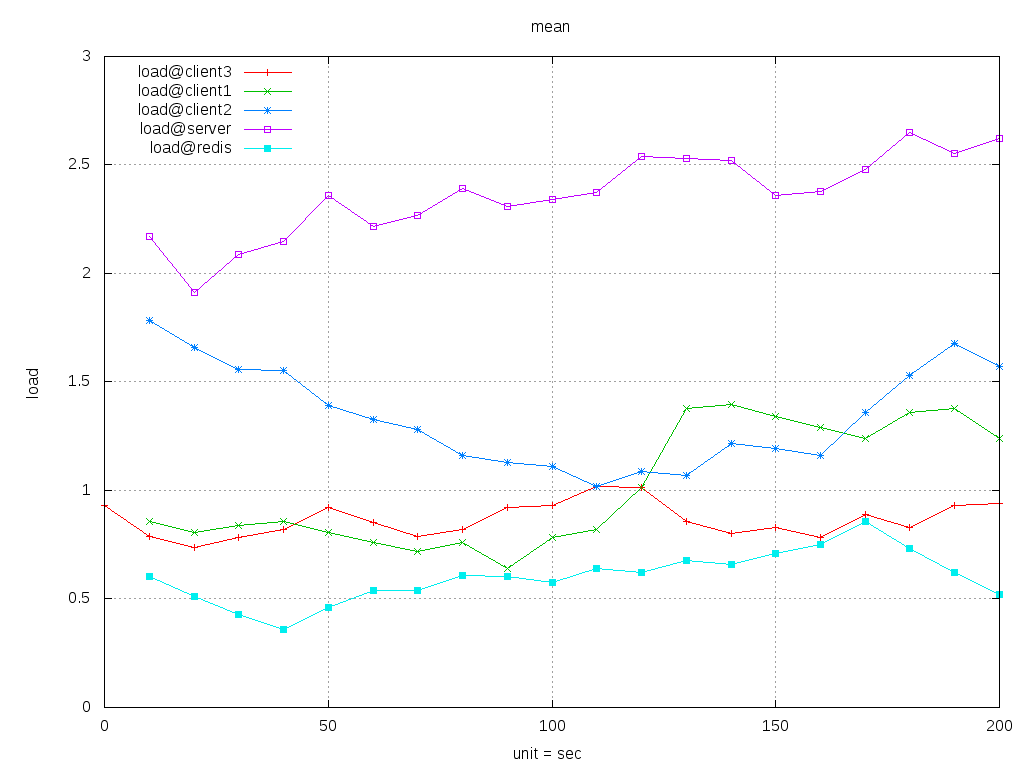 mean
load@client3
load@client1
load@client2
load@server
load@redis
3
2.5
2
1.5
1
0.5
0
load
0 50 100 150 200
unit = sec